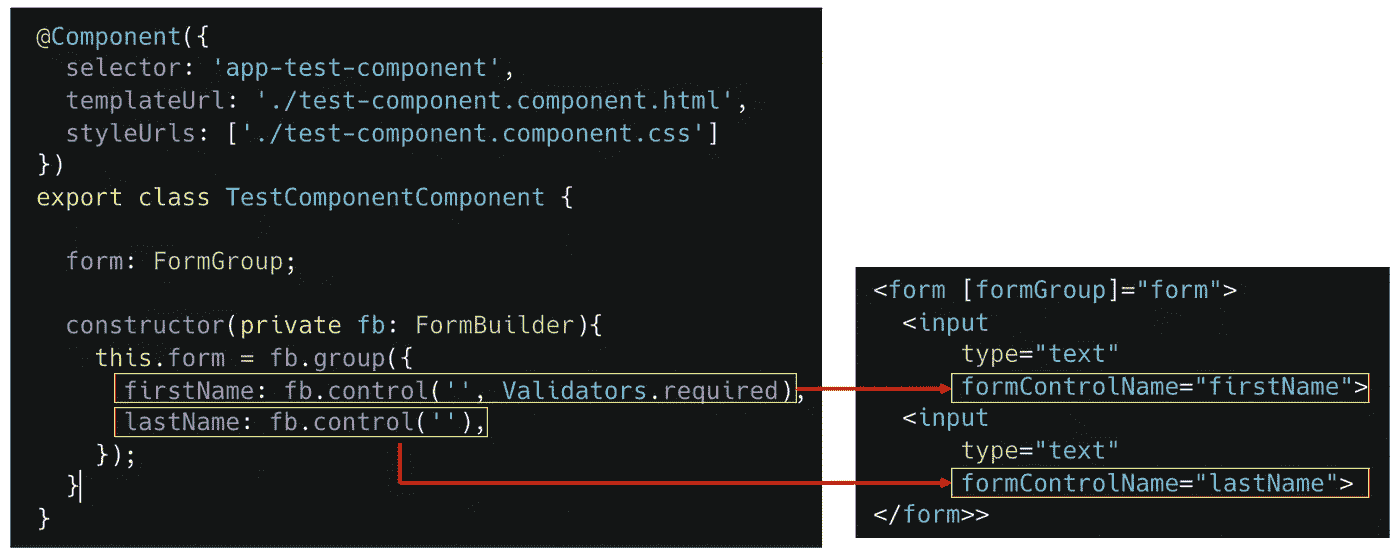 @Component({
  selector: 'app-test-component',
  templateUrl: './test-component.component.html',
  styleUrls: ['./test-component.component.css']
})
export class TestComponentComponent {
  form: FormGroup;
  constructor(private fb: FormBuilder){
    this.form = fb.group({
      firstName: fb.control('', Validators.required),
      lastName: fb.control(''),
    });
  }
}
<form [formGroup]="form">
  <input
      type="text"
      formControlName="firstName">
  <input
      type="text"
      formControlName="lastName">
</form>>